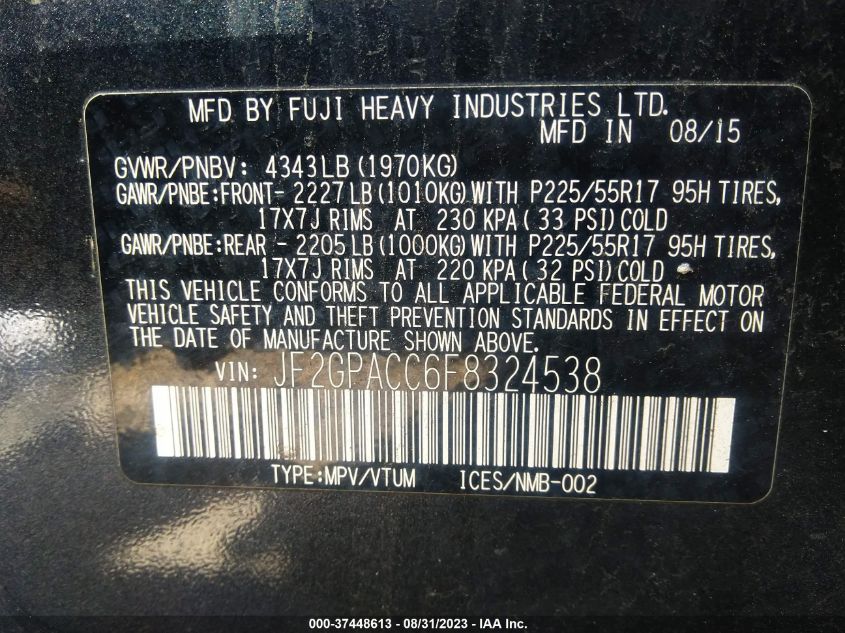 MFD BY FUJI HEAVY INDUSTRIES LTD.
MFD IN 08/15
GVWR/PNBV: 4343LB (1970KG)
GAWR/PNBE:FRONT- 2227 LB (1010KG) WITH P225/55R17 95H TIRES,
17X7J RIMS AT 230 KPA ( 33 PSI) COLD
GAWR/PNBE:REAR - 2205 LB (1000KG) WITH P225/55R17 95H TIRES,
17X7J RIMS AT 220 KPA ( 32 PSI) COLD
THIS VEHICLE CONFORMS TO ALL APPLICABLE FEDERAL MOTOR
VEHICLE SAFETY AND THEFT PREVENTION STANDARDS IN EFFECT ON
THE DATE OF MANUFACTURE SHOWN ABOVE.
VIN: JF2GPACC6F8324538
TYPE:MPV/VTUM ICES/NMB-002
000-37448613 - 08/31/2023 - IAA Inc.